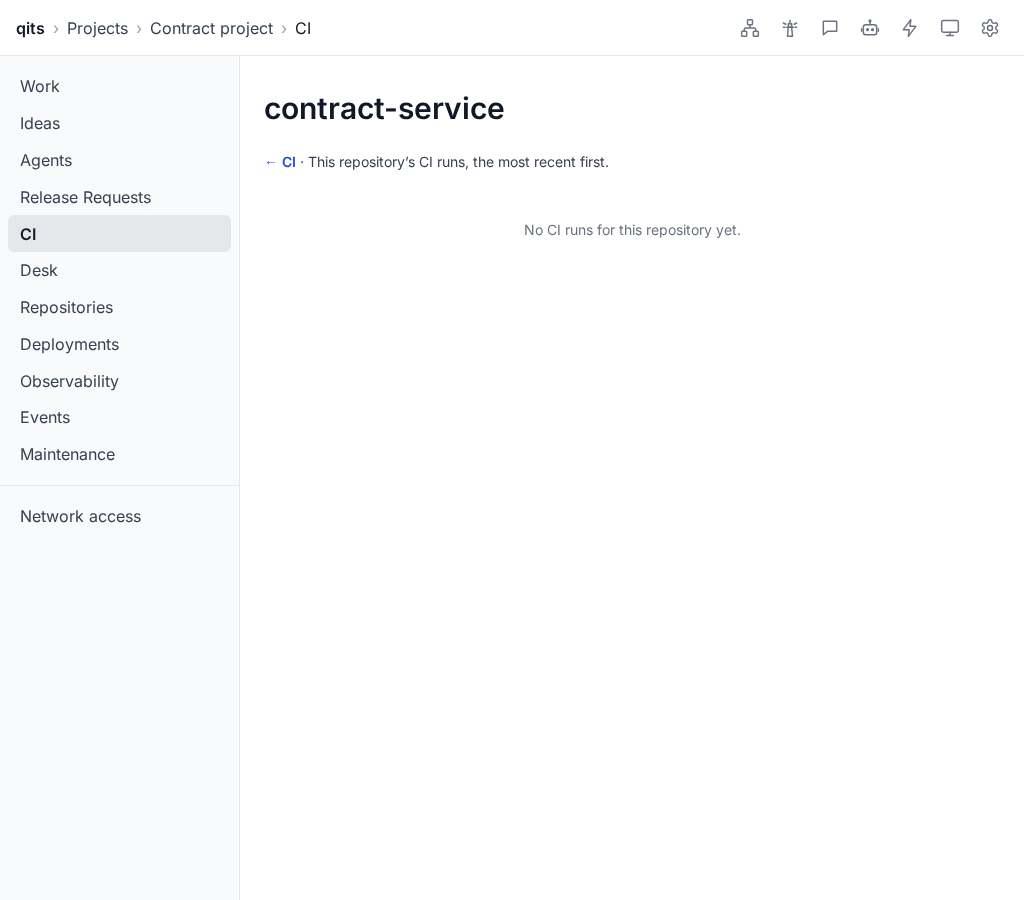 qits › Projects › Contract project › CI
Work
Ideas
Agents
Release Requests
CI
Desk
Repositories
Deployments
Observability
Events
Maintenance
Network access
contract-service
← CI · This repository’s CI runs, the most recent first.
No CI runs for this repository yet.